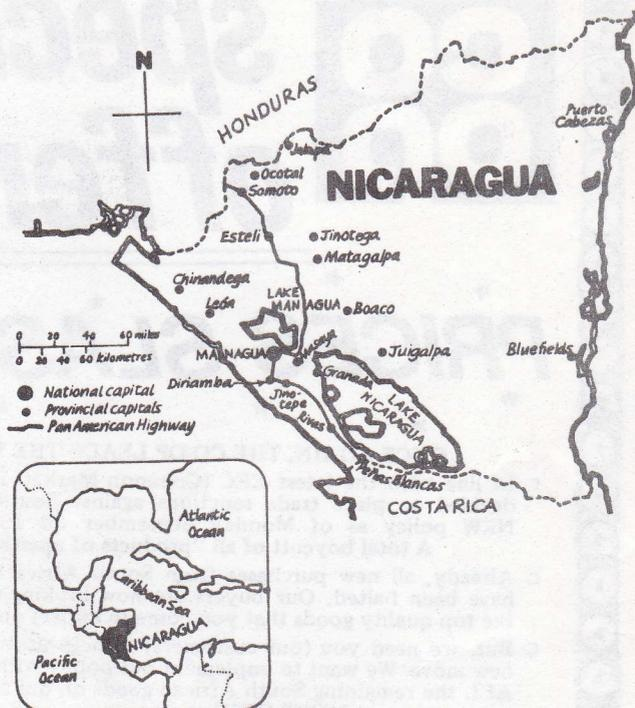 N
HONDURAS
Puerto
Cabezas
Jalapa
Ocotal
Somoto
NICARAGUA
Esteli
Jinotega
Matagalpa
Chinandega
León
LAKE
MANAGUA
Boaco
0 20 40 60 miles
0 20 40 60 kilometres
MANAGUA
Masaya
Juigalpa
Bluefields
Granada
Diriamba
Jino-
tepe
LAKE
NICARAGUA
Rivas
National capital
Provincial capitals
Pan American Highway
Peñas Blancas
COSTA RICA
Atlantic
Ocean
Caribbean Sea
NICARAGUA
Pacific
Ocean